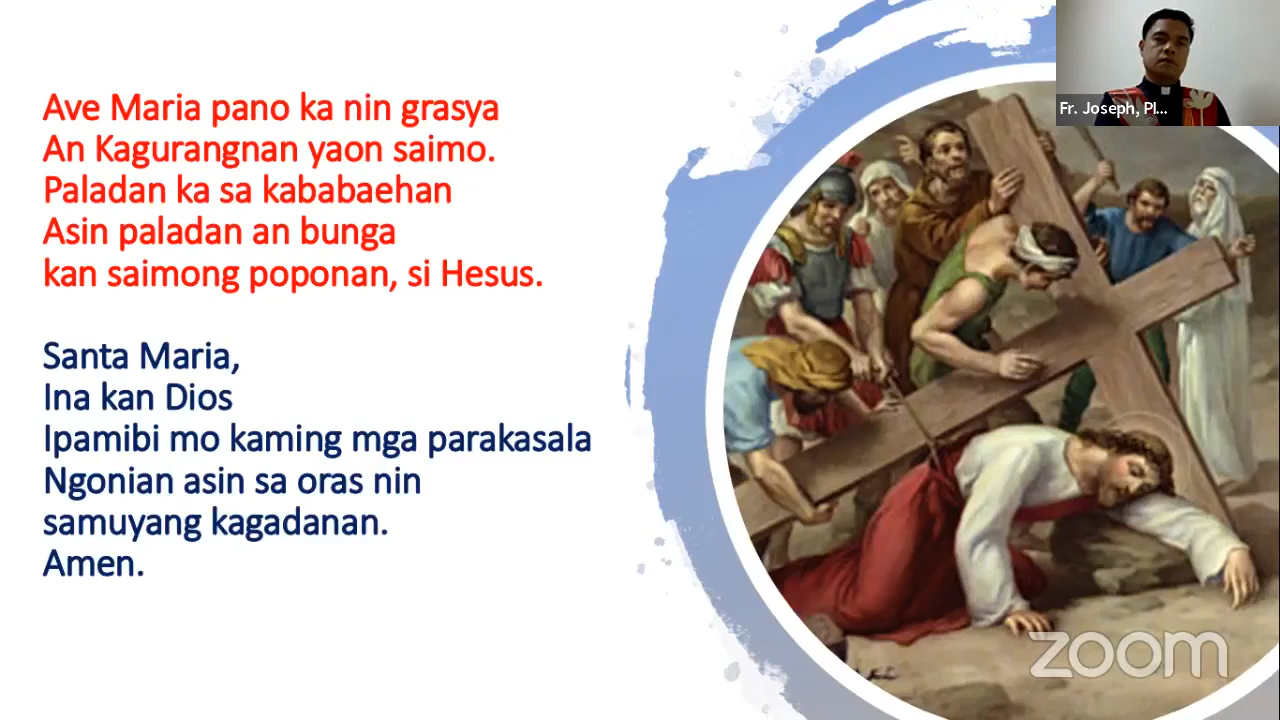 Ave Maria pano ka nin grasya
An Kagurangnan yaon saimo.
Paladan ka sa kababaehan
Asin paladan an bunga
kan saimong poponan, si Hesus.
Santa Maria,
Ina kan Dios
Ipamibi mo kaming mga parakasala
Ngonian asin sa oras nin
samuyang kagadanan.
Amen.
Fr. Joseph, Pl...
zoom